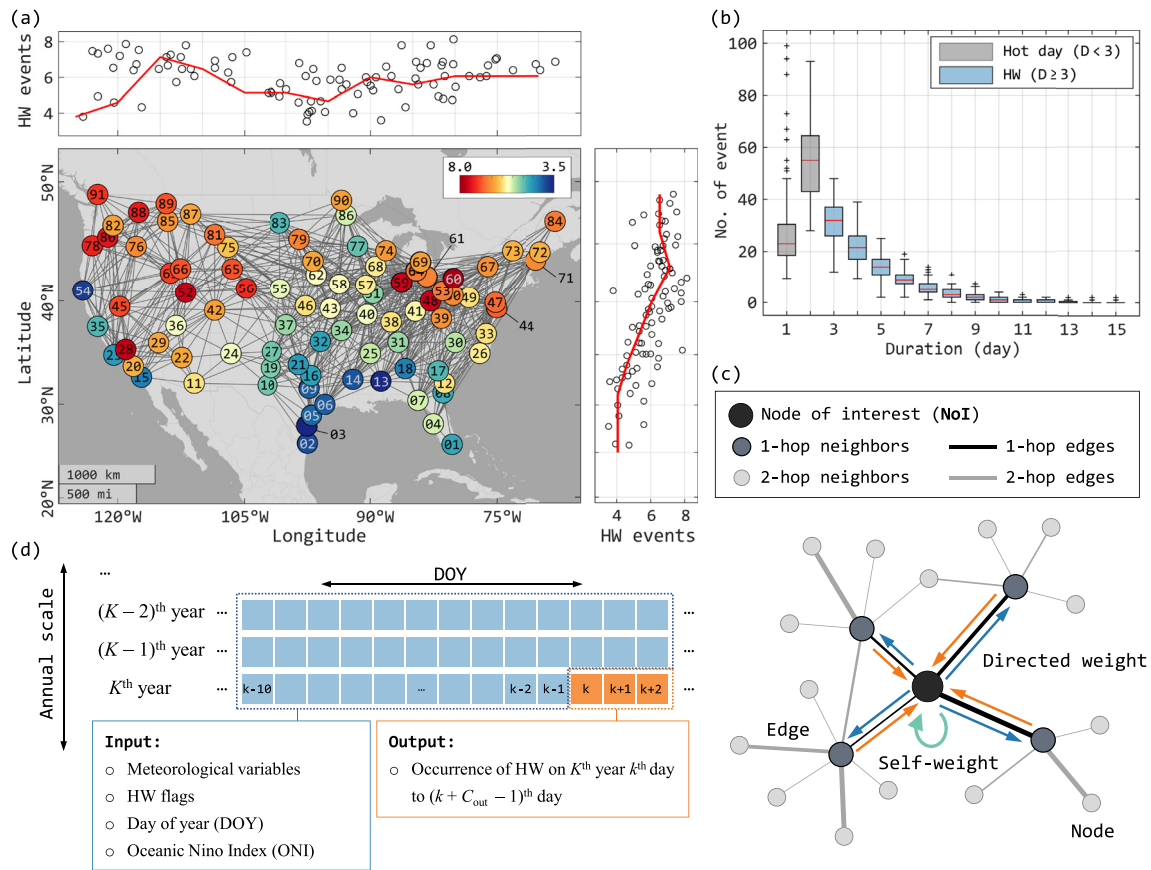 (a)
HW events
8
6
4
Latitude
50°N
40°N
30°N
20°N
8.0 3.5
91
89
88
87
85
82
80
78
76
81
75
83
79
70
90
86
77
74
61
84
73
72
71
67
69
68
66
65
56
55
62
58
57
59
60
54
52
51
53
50
49
48
47
46
45
44
43
42
41
40
39
38
37
36
35
34
33
32
31
30
29
28
27
26
25
24
23
22
21
20
19
18
17
16
15
14
13
12
11
10
09
08
07
06
05
04
03
02
01
1000 km
500 mi
120°W 105°W 90°W 75°W
Longitude
4 6 8
HW events
(b)
No. of event
100
80
60
40
20
0
Hot day (D<3)
HW (D≥3)
1 3 5 7 9 11 13 15
Duration (day)
(c)
Node of interest (NoI)
1-hop neighbors 1-hop edges
2-hop neighbors 2-hop edges
Directed weight
Edge
Self-weight
Node
(d)
Annual scale
...
DOY
(K − 2)th year ... ...
(K − 1)th year ... ...
Kth year ... k-10 ... k-2 k-1 k k+1 k+2 ...
Input:
○ Meteorological variables
○ HW flags
○ Day of year (DOY)
○ Oceanic Nino Index (ONI)
Output:
○ Occurrence of HW on Kth year kth day
to (k + Cout − 1)th day